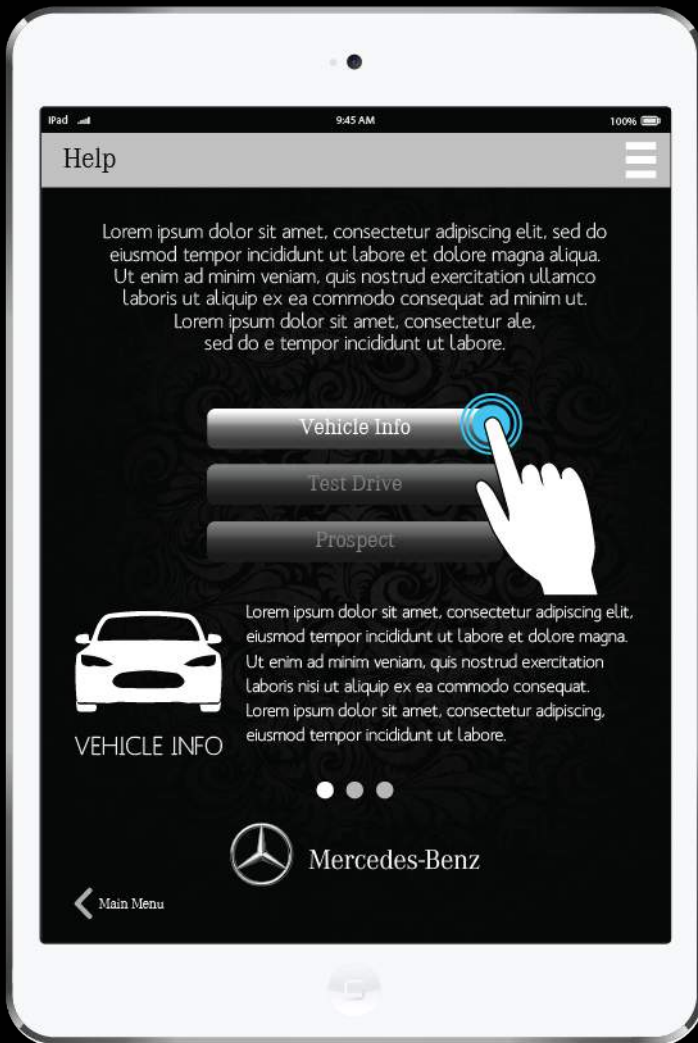 iPad 9:45 AM 100%
Help
Lorem ipsum dolor sit amet, consectetur adipiscing elit, sed do
eiusmod tempor incididunt ut labore et dolore magna aliqua.
Ut enim ad minim veniam, quis nostrud exercitation ullamco
laboris ut aliquip ex ea commodo consequat ad minim ut.
Lorem ipsum dolor sit amet, consectetur ale,
sed do e tempor incididunt ut labore.
Vehicle Info
Test Drive
Prospect
Lorem ipsum dolor sit amet, consectetur adipiscing elit,
eiusmod tempor incididunt ut labore et dolore magna.
Ut enim ad minim veniam, quis nostrud exercitation
laboris nisi ut aliquip ex ea commodo consequat.
Lorem ipsum dolor sit amet, consectetur adipiscing,
eiusmod tempor incididunt ut labore.
VEHICLE INFO
Mercedes-Benz
Main Menu